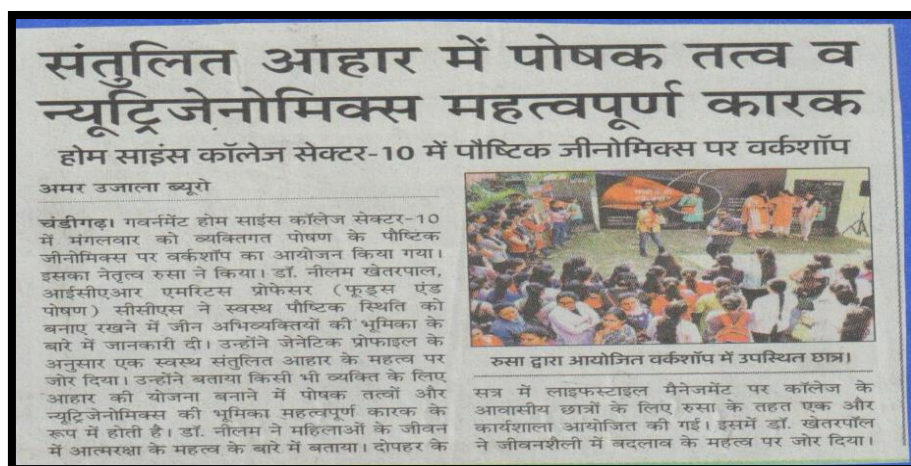 संतुलित आहार में पोषक तत्व व
न्यूट्रिजेनोमिक्स महत्वपूर्ण कारक
होम साइंस कॉलेज सेक्टर-10 में पौष्टिक जीनोमिक्स पर वर्कशॉप
अमर उजाला ब्यूरो
चंडीगढ़। गवर्नमेंट होम साइंस कॉलेज सेक्टर-10
में मंगलवार को व्यक्तिगत पोषण के पौष्टिक
जीनोमिक्स पर वर्कशॉप का आयोजन किया गया।
इसका नेतृत्व रुसा ने किया। डॉ. नीलम खेतरपाल,
आईसीएआर एमरिटस प्रोफेसर (फूड्स एंड
पोषण) सीसीएस ने स्वस्थ पौष्टिक स्थिति को
बनाए रखने में जीन अभिव्यक्तियों की भूमिका के
बारे में जानकारी दी। उन्होंने जेनेटिक प्रोफाइल के
अनुसार एक स्वस्थ संतुलित आहार के महत्व पर
जोर दिया। उन्होंने बताया किसी भी व्यक्ति के लिए
आहार की योजना बनाने में पोषक तत्वों और
न्यूट्रिजेनोमिक्स की भूमिका महत्वपूर्ण कारक के
रूप में होती है। डॉ. नीलम ने महिलाओं के जीवन
में आत्मरक्षा के महत्व के बारे में बताया। दोपहर के
रुसा द्वारा आयोजित वर्कशॉप में उपस्थित छात्र।
सत्र में लाइफस्टाइल मैनेजमेंट पर कॉलेज के
आवासीय छात्रों के लिए रुसा के तहत एक और
कार्यशाला आयोजित की गई। इसमें डॉ. खेतरपॉल
ने जीवनशैली में बदलाव के महत्व पर जोर दिया।